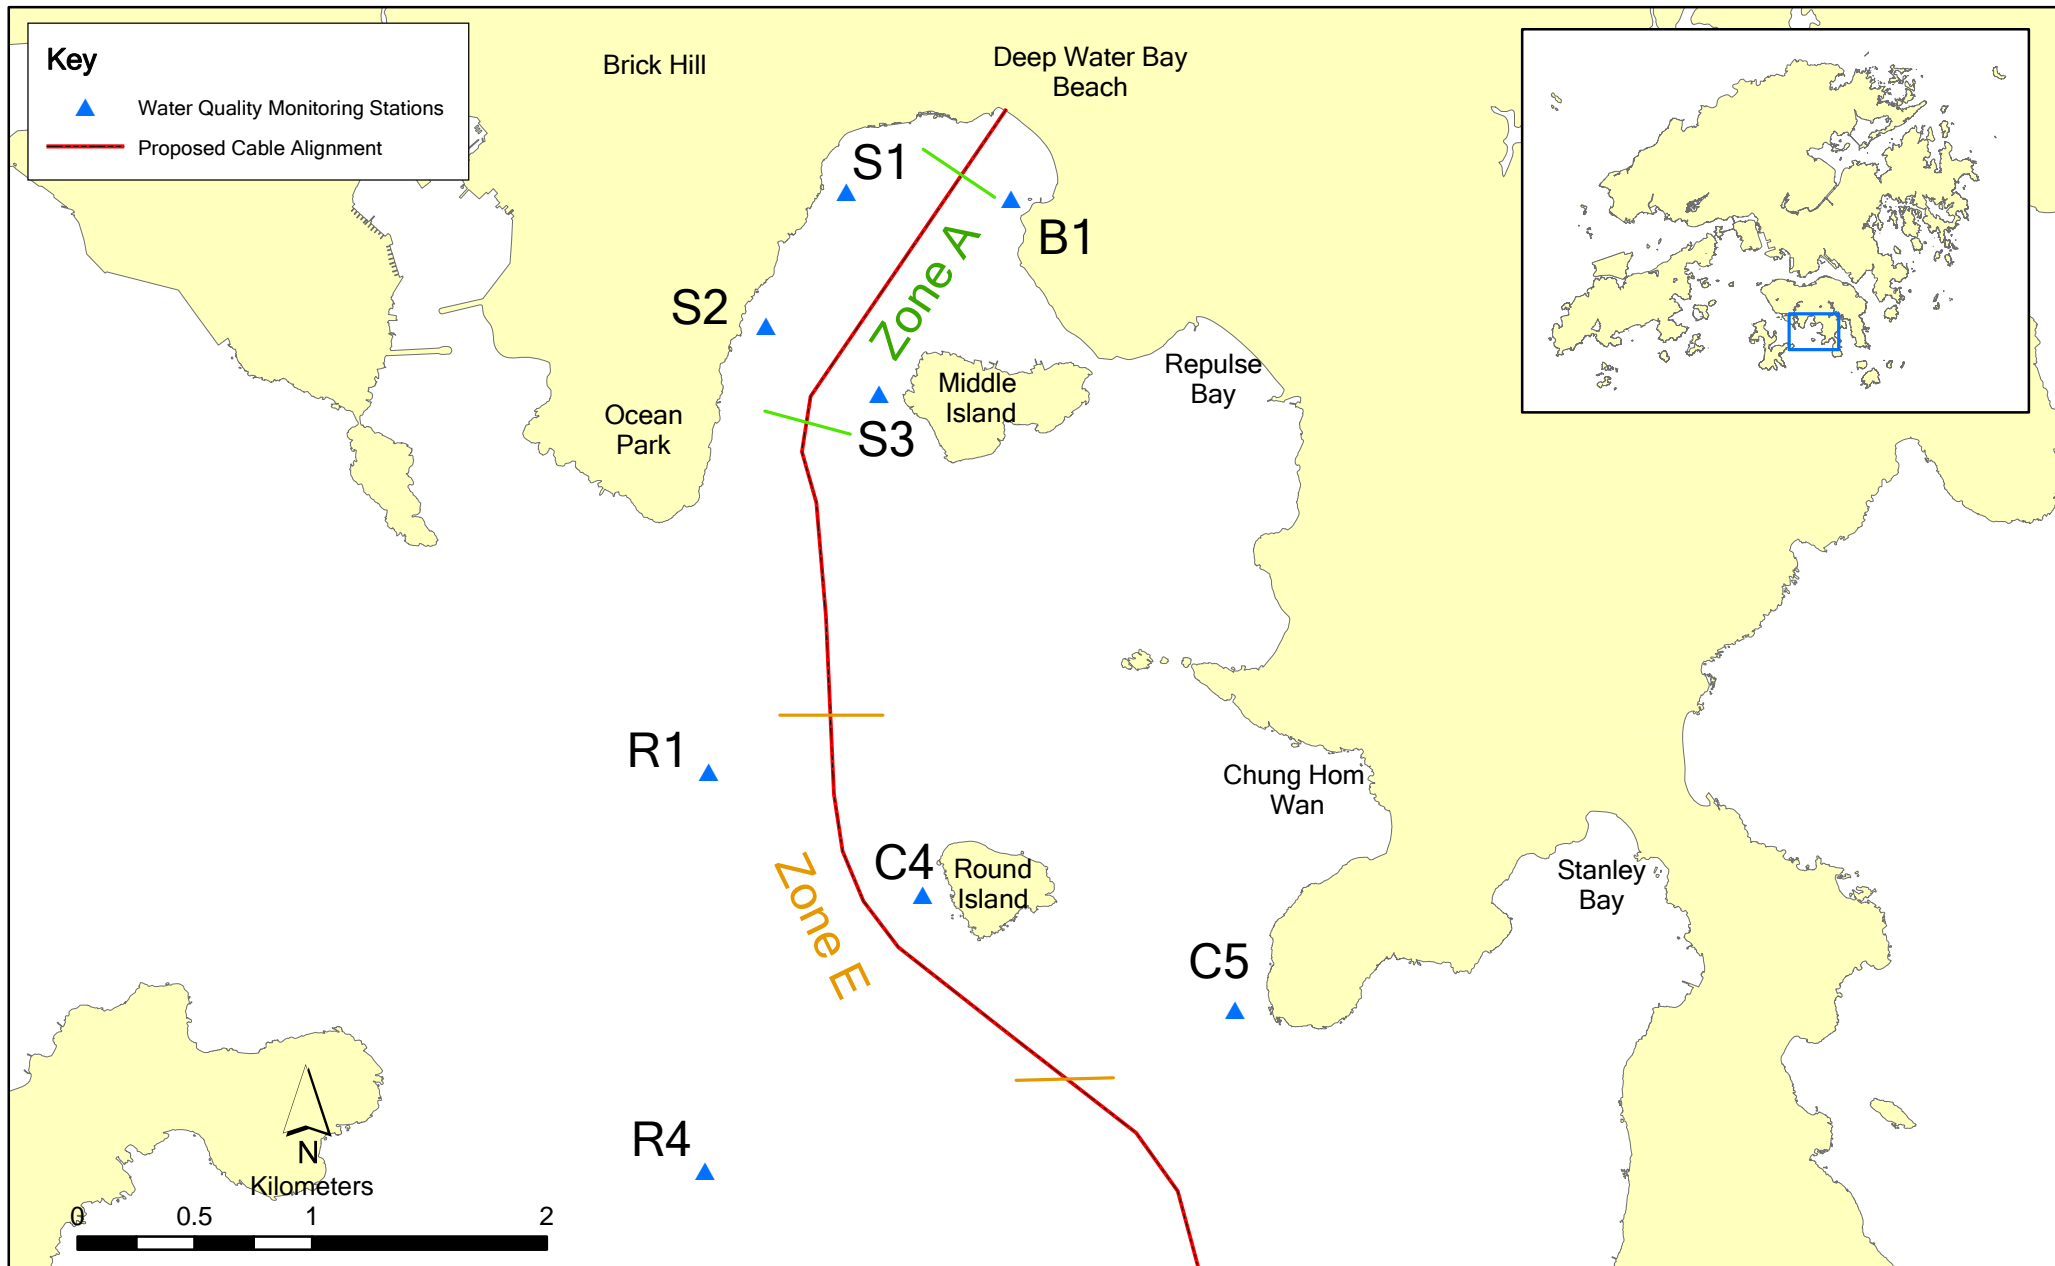 Key
Water Quality Monitoring Stations
Proposed Cable Alignment
Brick Hill
Deep Water Bay
Beach
S1
B1
Zone A
S2
Repulse
Bay
Middle
Island
Ocean
Park
S3
R1
Chung Hom
Wan
C4
Round
Island
Stanley
Bay
Zone E
C5
R4
N
Kilometers
0 0.5 1 2